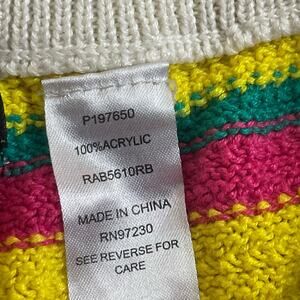 P197650
100%ACRYLIC
RAB5610RB
MADE IN CHINA
RN97230
SEE REVERSE FOR
CARE